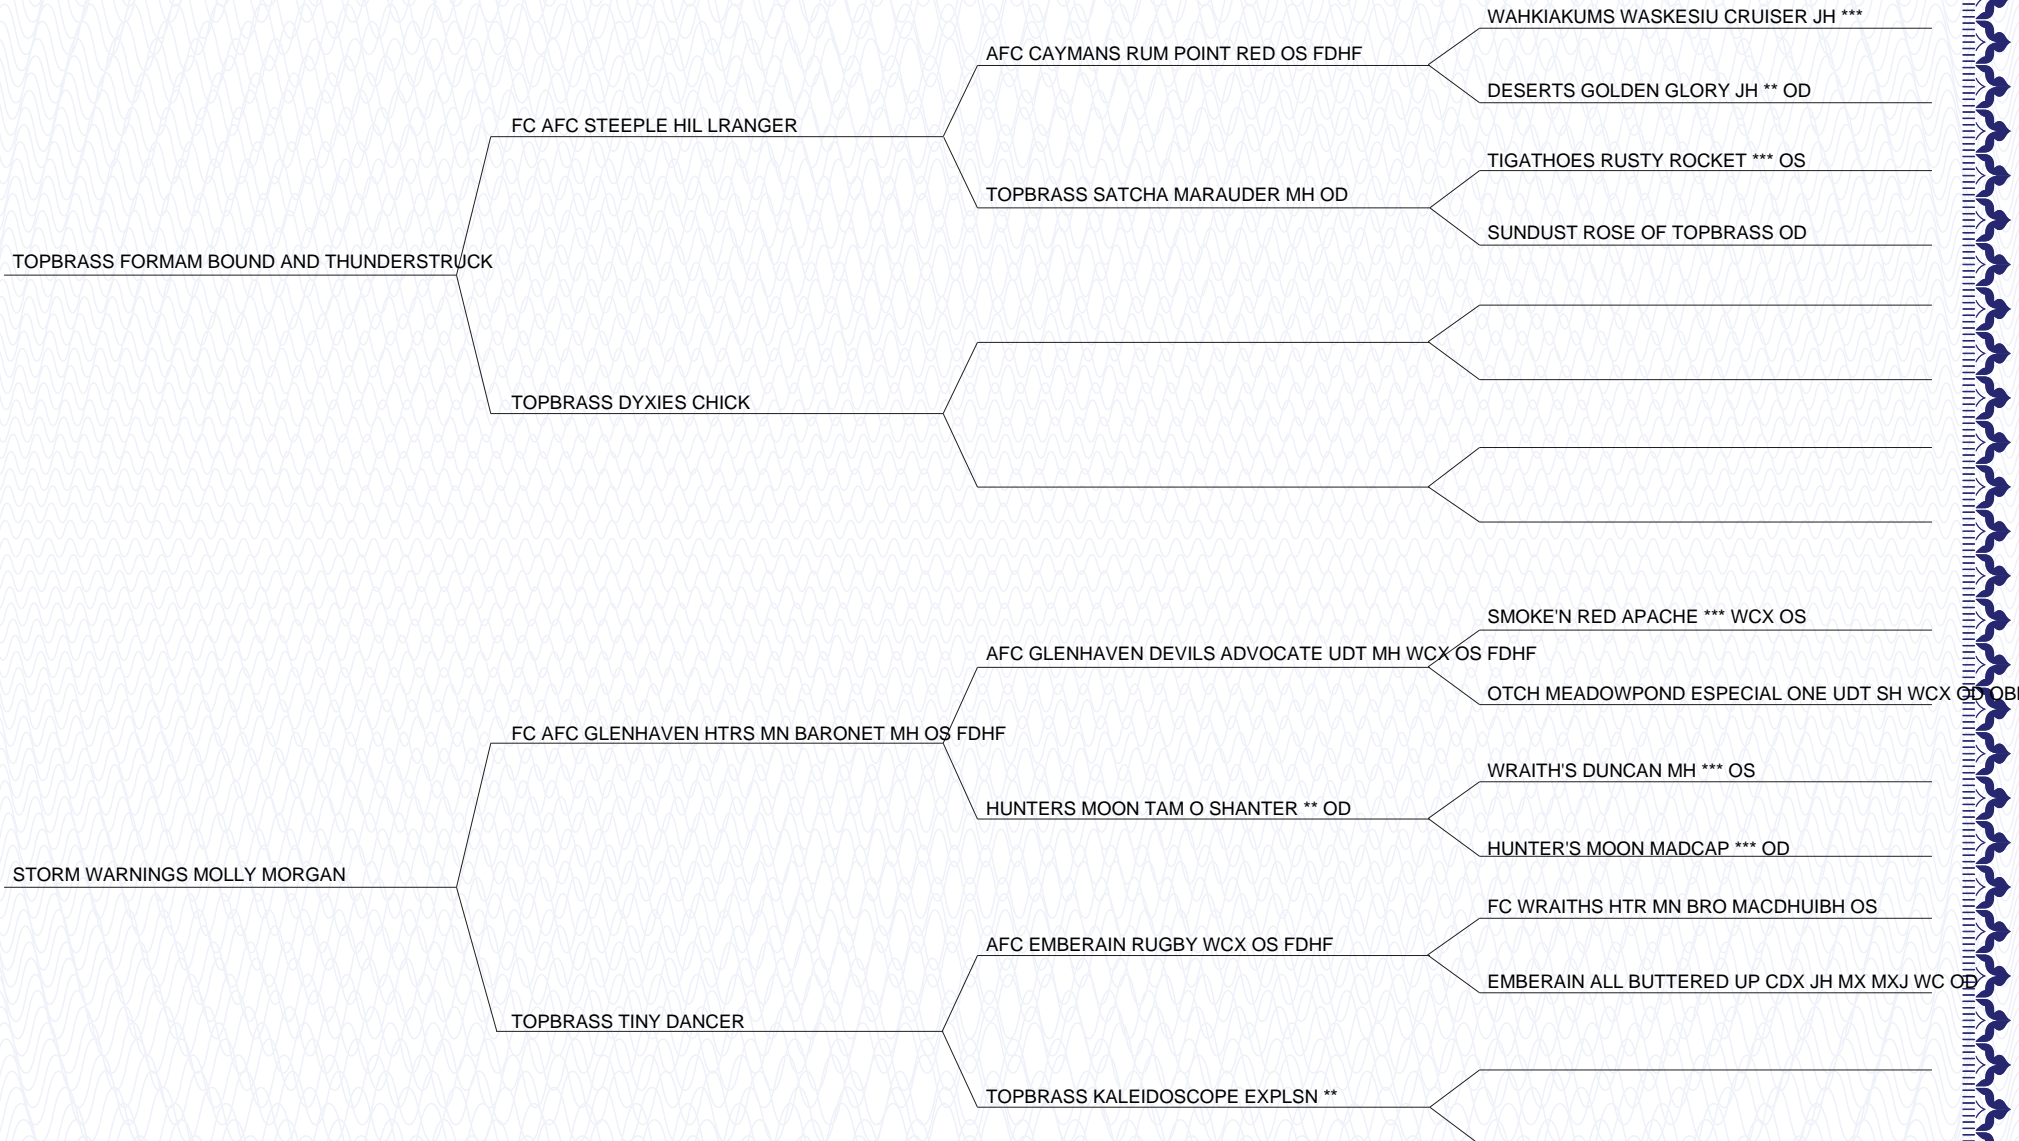 WAHKIAKUMS WASKESIU CRUISER JH ***
AFC CAYMANS RUM POINT RED OS FDHF
DESERTS GOLDEN GLORY JH ** OD
FC AFC STEEPLE HIL LRANGER
TIGATHOES RUSTY ROCKET *** OS
TOPBRASS SATCHA MARAUDER MH OD
SUNDUST ROSE OF TOPBRASS OD
TOPBRASS FORMAM BOUND AND THUNDERSTRUCK
TOPBRASS DYXIES CHICK
SMOKE'N RED APACHE *** WCX OS
AFC GLENHAVEN DEVILS ADVOCATE UDT MH WCX OS FDHF
OTCH MEADOWPOND ESPECIAL ONE UDT SH WCX OD
FC AFC GLENHAVEN HTRS MN BARONET MH OS FDHF
WRAITH'S DUNCAN MH *** OS
HUNTERS MOON TAM O SHANTER ** OD
HUNTER'S MOON MADCAP *** OD
STORM WARNINGS MOLLY MORGAN
FC WRAITHS HTR MN BRO MACDHUIBH OS
AFC EMBERAIN RUGBY WCX OS FDHF
EMBERAIN ALL BUTTERED UP CDX JH MX MXJ WC OD
TOPBRASS TINY DANCER
TOPBRASS KALEIDOSCOPE EXPLSN **